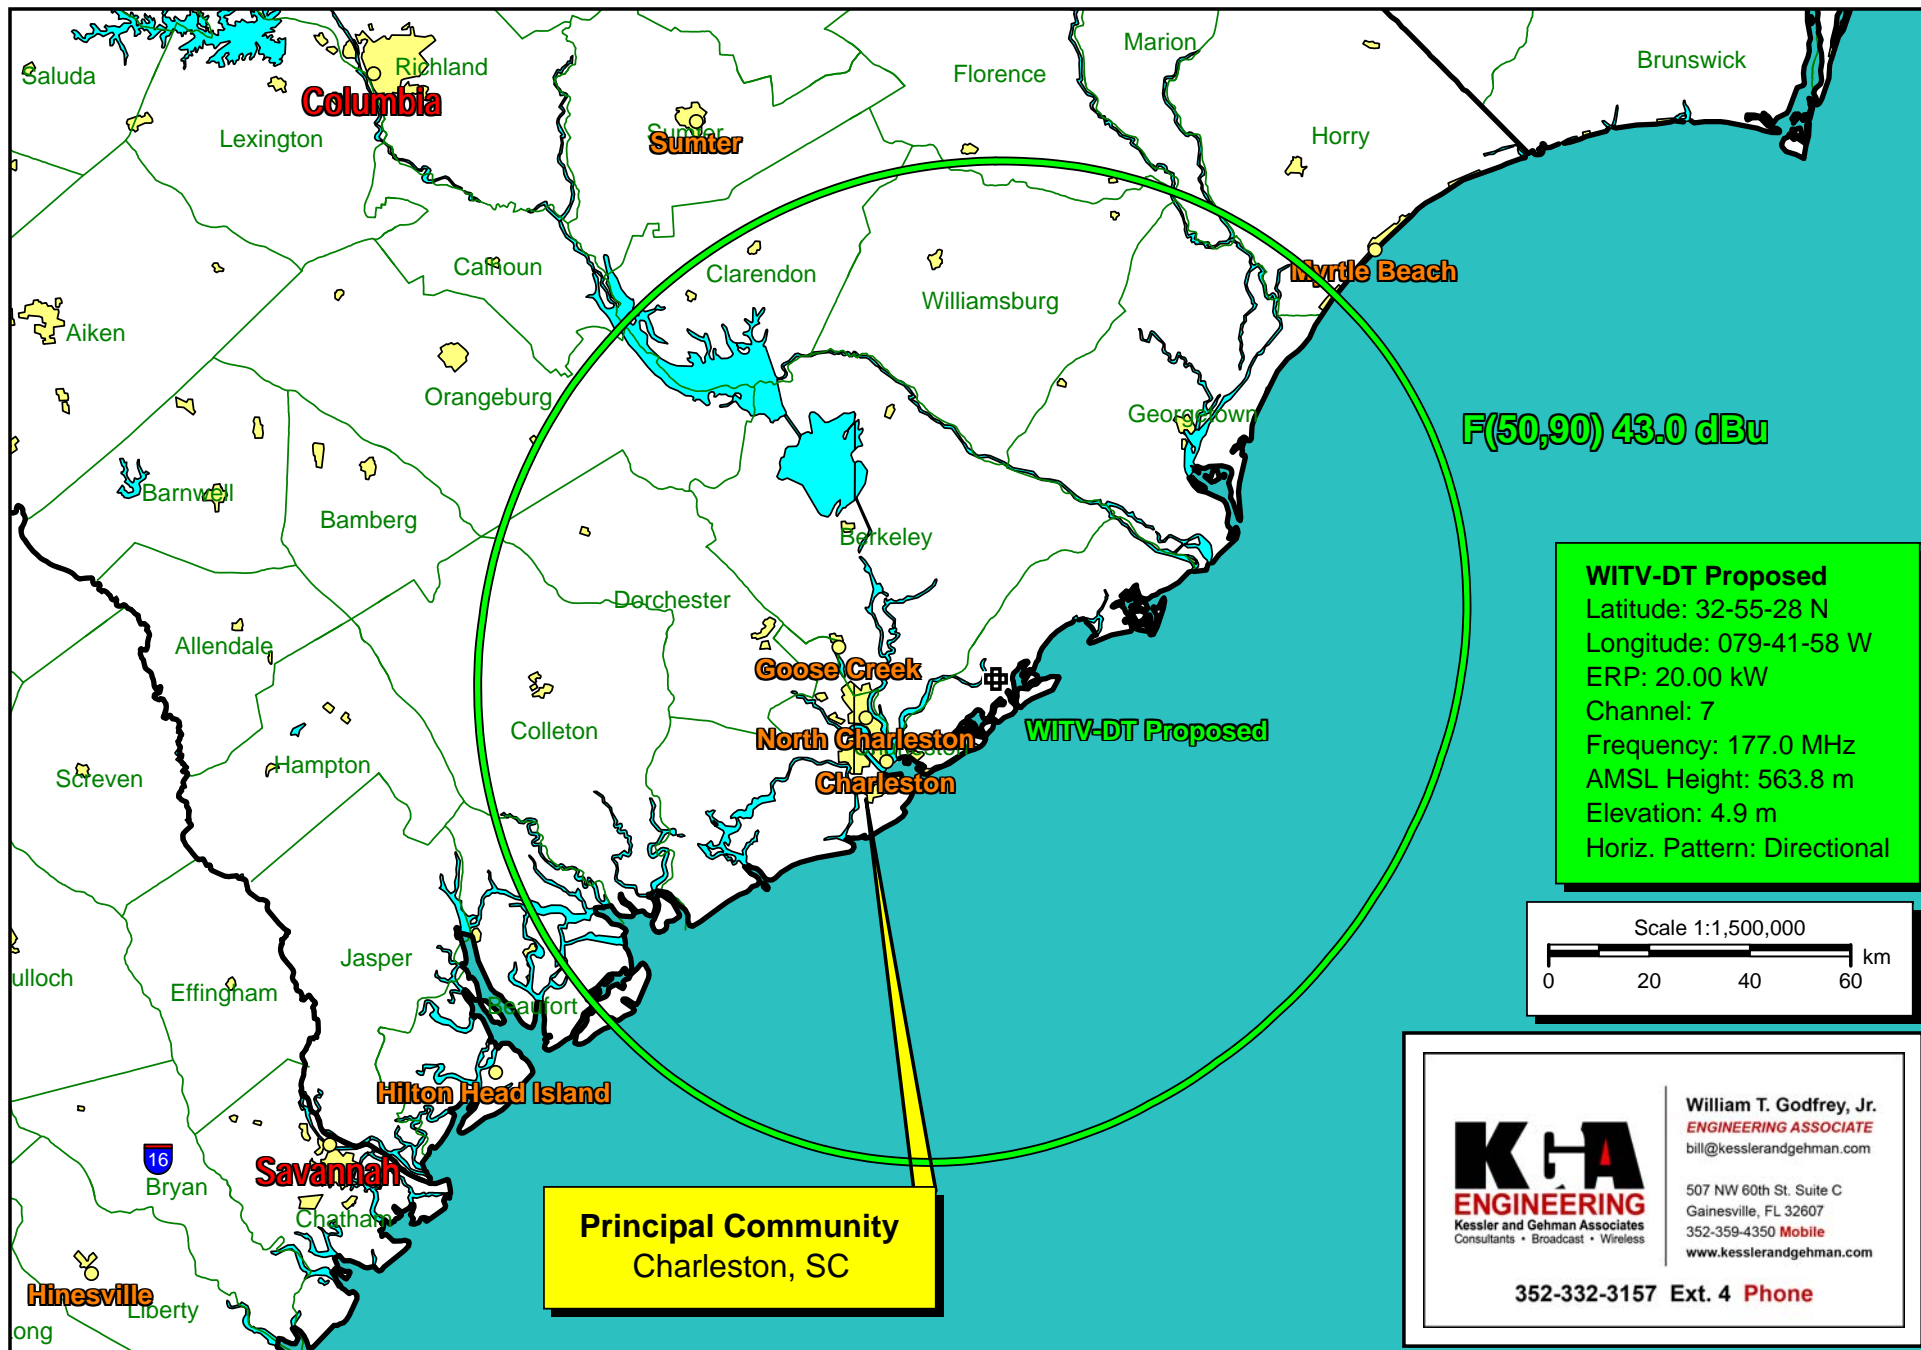 Marion
Brunswick
Saluda
Richland
Florence
Columbia
Sumter
Sumter
Lexington
Horry
Calhoun
Clarendon
Myrtle Beach
Williamsburg
Aiken
Orangeburg
Georgetown
F(50,90) 43.0 dBu
Barnwell
Bamberg
Berkeley
WITV-DT Proposed
Latitude: 32-55-28 N
Longitude: 079-41-58 W
ERP: 20.00 kW
Channel: 7
Frequency: 177.0 MHz
AMSL Height: 563.8 m
Elevation: 4.9 m
Horiz. Pattern: Directional
Dorchester
Allendale
Goose Creek
Colleton
WITV-DT Proposed
North Charleston
Charleston
Screven
Hampton
Charleston
Scale 1:1,500,000
km
0 20 40 60
Jasper
ulloch
Effingham
Beaufort
Hilton Head Island
16
Savannah
Bryan
Chatham
Hinesville
Liberty
ong
Principal Community
Charleston, SC
KGA
ENGINEERING
Kessler and Gehman Associates
Consultants • Broadcast • Wireless
William T. Godfrey, Jr.
ENGINEERING ASSOCIATE
bill@kesslerandgehman.com
507 NW 60th St. Suite C
Gainesville, FL 32607
352-359-4350 Mobile
www.kesslerandgehman.com
352-332-3157 Ext. 4 Phone